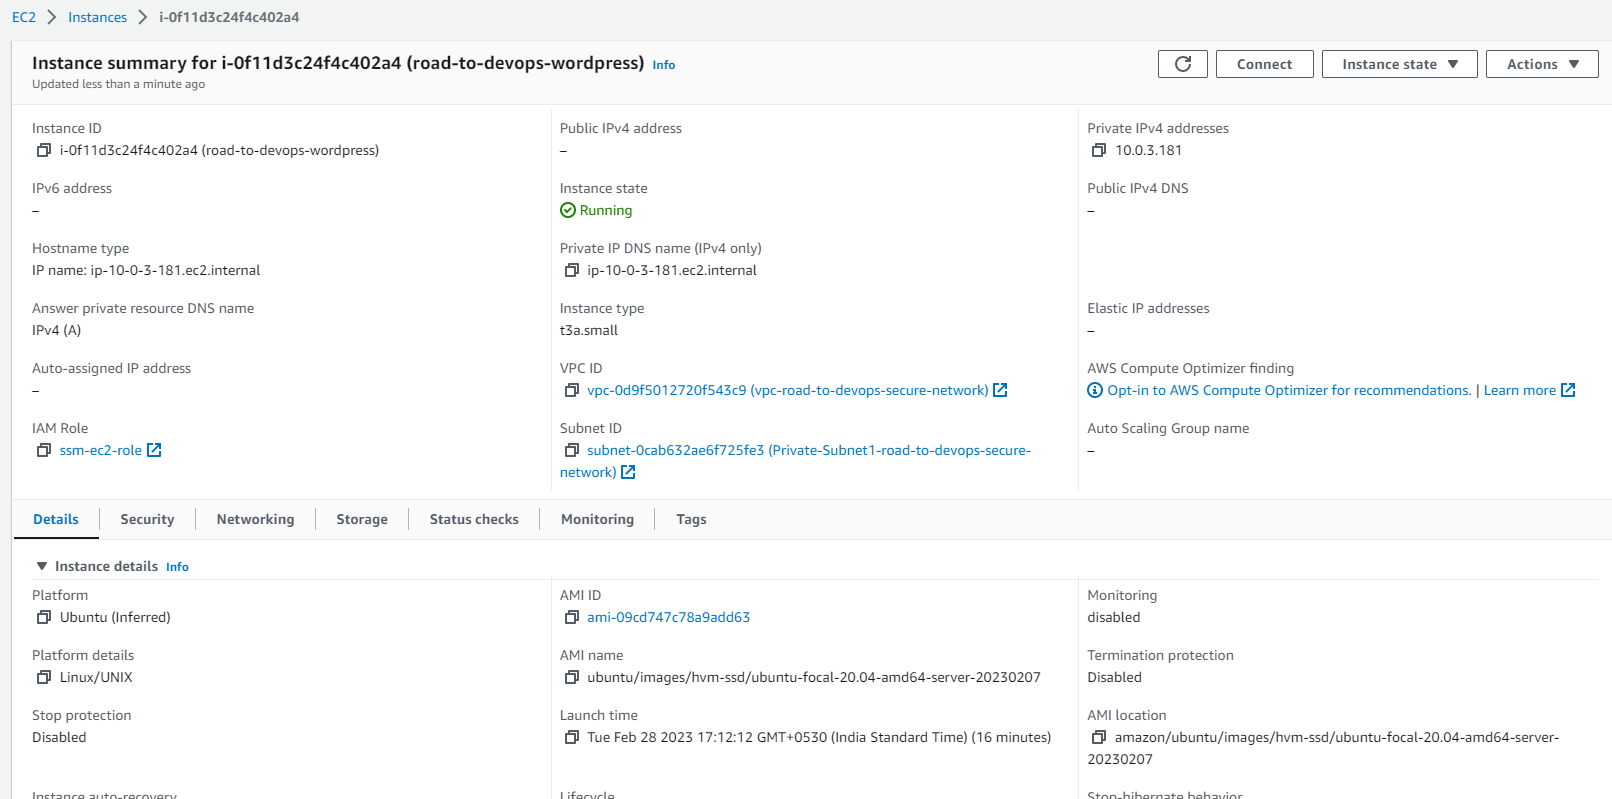 EC2 > Instances > i-0f11d3c24f4c402a4
Instance summary for i-0f11d3c24f4c402a4 (road-to-devops-wordpress) Info
Updated less than a minute ago
Connect
Instance state
Actions
Instance ID
i-0f11d3c24f4c402a4 (road-to-devops-wordpress)
Public IPv4 address
–
Private IPv4 addresses
10.0.3.181
IPv6 address
–
Instance state
Running
Public IPv4 DNS
–
Hostname type
IP name: ip-10-0-3-181.ec2.internal
Private IP DNS name (IPv4 only)
ip-10-0-3-181.ec2.internal
Answer private resource DNS name
IPv4 (A)
Instance type
t3a.small
Elastic IP addresses
–
Auto-assigned IP address
–
VPC ID
vpc-0d9f5012720f543c9 (vpc-road-to-devops-secure-network)
AWS Compute Optimizer finding
Opt-in to AWS Compute Optimizer for recommendations. | Learn more
IAM Role
ssm-ec2-role
Subnet ID
subnet-0cab632ae6f725fe3 (Private-Subnet1-road-to-devops-secure-
network)
Auto Scaling Group name
–
Details
Security
Networking
Storage
Status checks
Monitoring
Tags
Instance details Info
Platform
Ubuntu (Inferred)
AMI ID
ami-09cd747c78a9add63
Monitoring
disabled
Platform details
Linux/UNIX
AMI name
ubuntu/images/hvm-ssd/ubuntu-focal-20.04-amd64-server-20230207
Termination protection
Disabled
Stop protection
Disabled
Launch time
Tue Feb 28 2023 17:12:12 GMT+0530 (India Standard Time) (16 minutes)
AMI location
amazon/ubuntu/images/hvm-ssd/ubuntu-focal-20.04-amd64-server-
20230207
Instance auto-recovery
Lifecycle
Stop-hibernate behavior